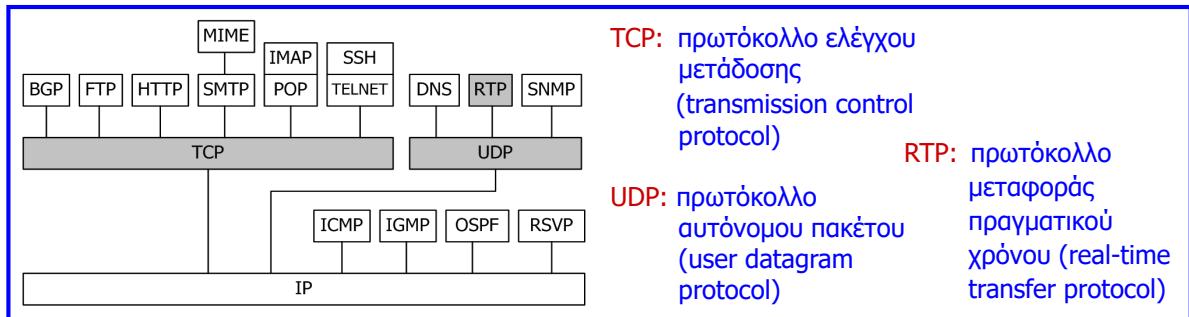 MIME
IMAP SSH
BGP FTP HTTP SMTP POP TELNET DNS RTP SNMP
TCP UDP
ICMP IGMP OSPF RSVP
IP
TCP: πρωτόκολλο ελέγχου
μετάδοσης
(transmission control
protocol)
UDP: πρωτόκολλο
αυτόνομου πακέτου
(user datagram
protocol)
RTP: πρωτόκολλο
μεταφοράς
πραγματικού
χρόνου (real-time
transfer protocol)